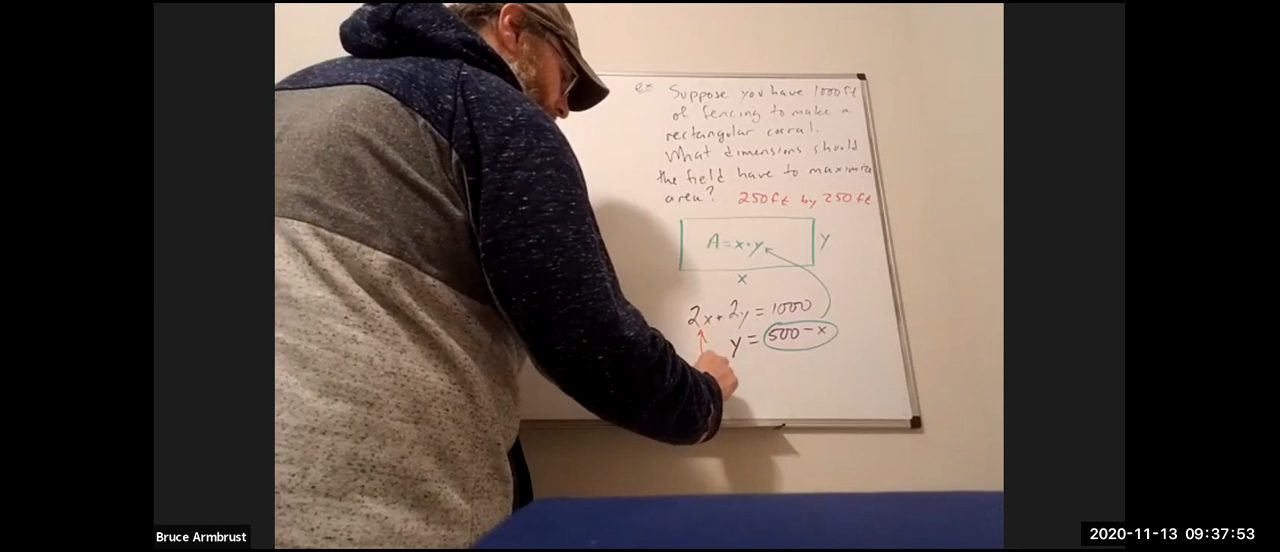 ex Suppose you have 1000ft
of fencing to make a
rectangular corral.
What dimensions should
the field have to maximize
area? 250ft by 250ft
A = x·y
y
x
2x + 2y = 1000
y = 500 - x
Bruce Armbrust
2020-11-13 09:37:53